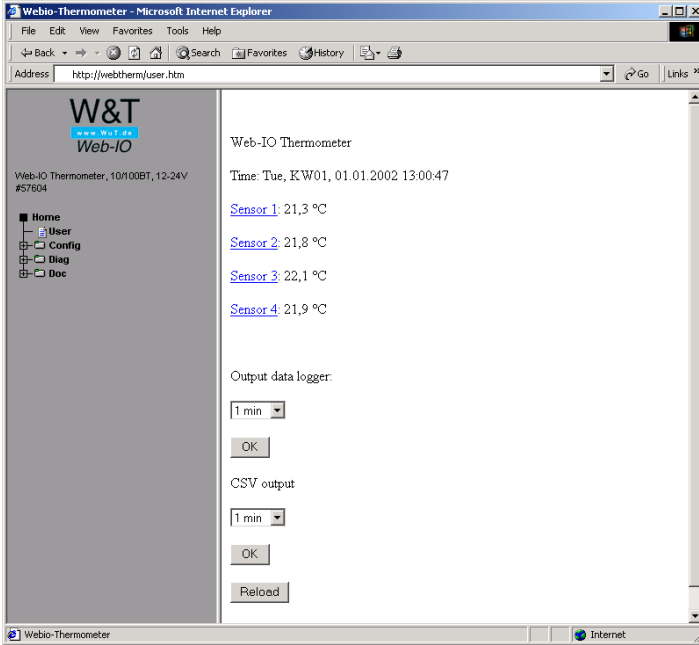 Webio-Thermometer - Microsoft Internet Explorer
File Edit View Favorites Tools Help
Back Search Favorites History
Address http://webtherm/user.htm Go Links »
W&T
www.WuT.de
Web-IO
Web-IO Thermometer, 10/100BT, 12-24V
#57604
Home
User
Config
Diag
Doc
Web-IO Thermometer
Time: Tue, KW01, 01.01.2002 13:00:47
Sensor 1: 21,3 °C
Sensor 2: 21,8 °C
Sensor 3: 22,1 °C
Sensor 4: 21,9 °C
Output data logger:
1 min
OK
CSV output
1 min
OK
Reload
Webio-Thermometer Internet